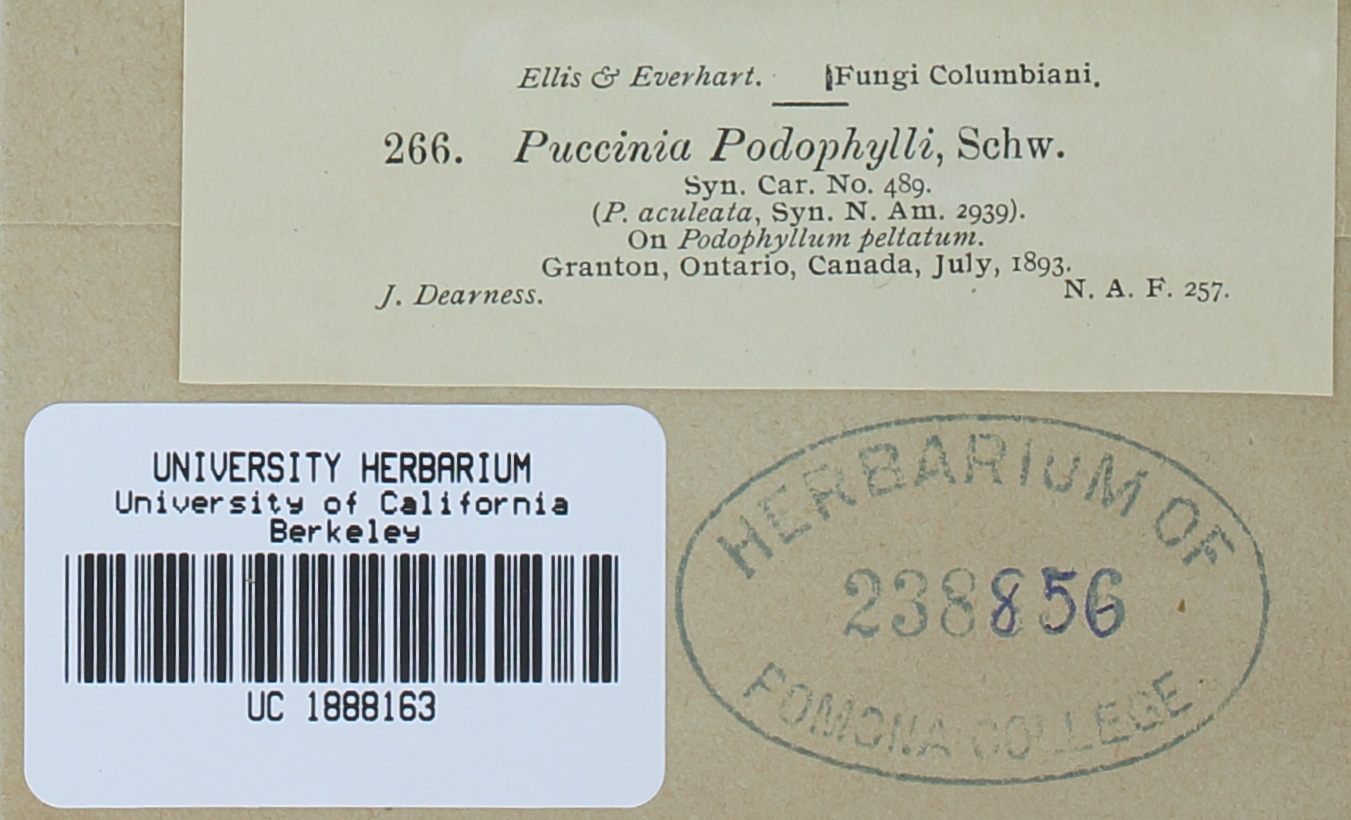 Ellis & Everhart. Fungi Columbiani.
266. Puccinia Podophylli, Schw.
Syn. Car. No. 489.
(P. aculeata, Syn. N. Am. 2939).
On Podophyllum peltatum.
Granton, Ontario, Canada, July, 1893.
J. Dearness. N. A. F. 257.
UNIVERSITY HERBARIUM
University of California
Berkeley
UC 1888163
HERBARIUM OF
238856
POMONA COLLEGE